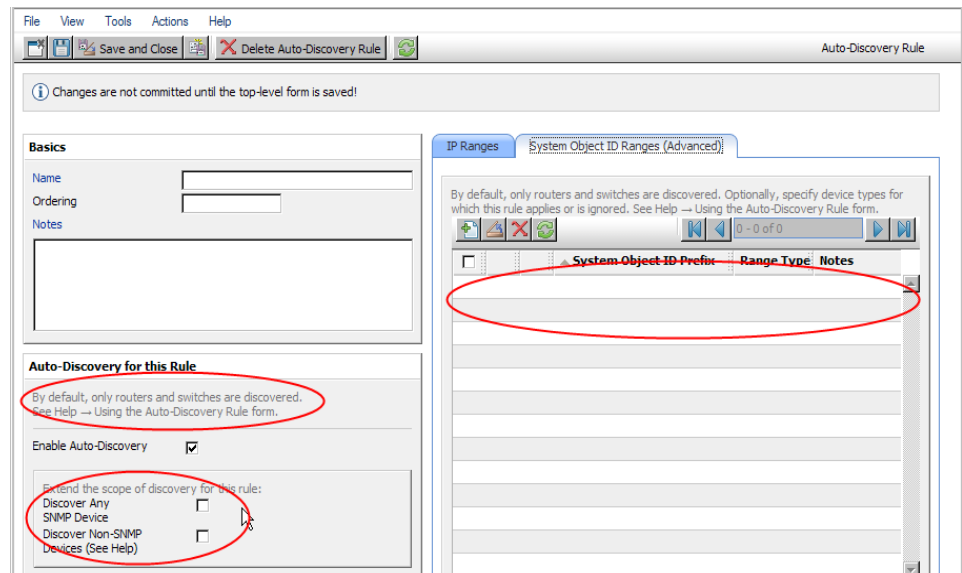 File View Tools Actions Help
Save and Close Delete Auto-Discovery Rule Auto-Discovery Rule
Changes are not committed until the top-level form is saved!
Basics
Name
Ordering
Notes
Auto-Discovery for this Rule
By default, only routers and switches are discovered.
See Help → Using the Auto-Discovery Rule form.
Enable Auto-Discovery
Extend the scope of discovery for this rule:
Discover Any
SNMP Device
Discover Non-SNMP
Devices (See Help)
IP Ranges System Object ID Ranges (Advanced)
By default, only routers and switches are discovered. Optionally, specify device types for
which this rule applies or is ignored. See Help → Using the Auto-Discovery Rule form.
0 - 0 of 0
System Object ID Prefix Range Type Notes